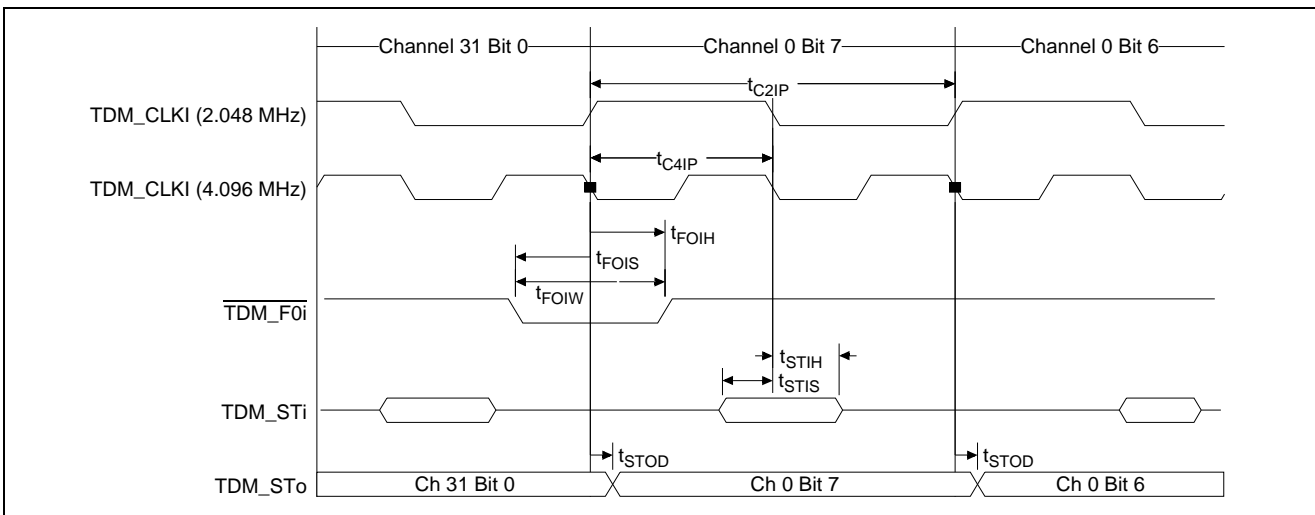 Channel 31 Bit 0 Channel 0 Bit 7 Channel 0 Bit 6
tC2IP
TDM_CLKI (2.048 MHz)
tC4IP
TDM_CLKI (4.096 MHz)
tFOIH
tFOIS
tFOIW
TDM_F0i
tSTIH
tSTIS
TDM_STi
tSTOD tSTOD
TDM_STo Ch 31 Bit 0 Ch 0 Bit 7 Ch 0 Bit 6